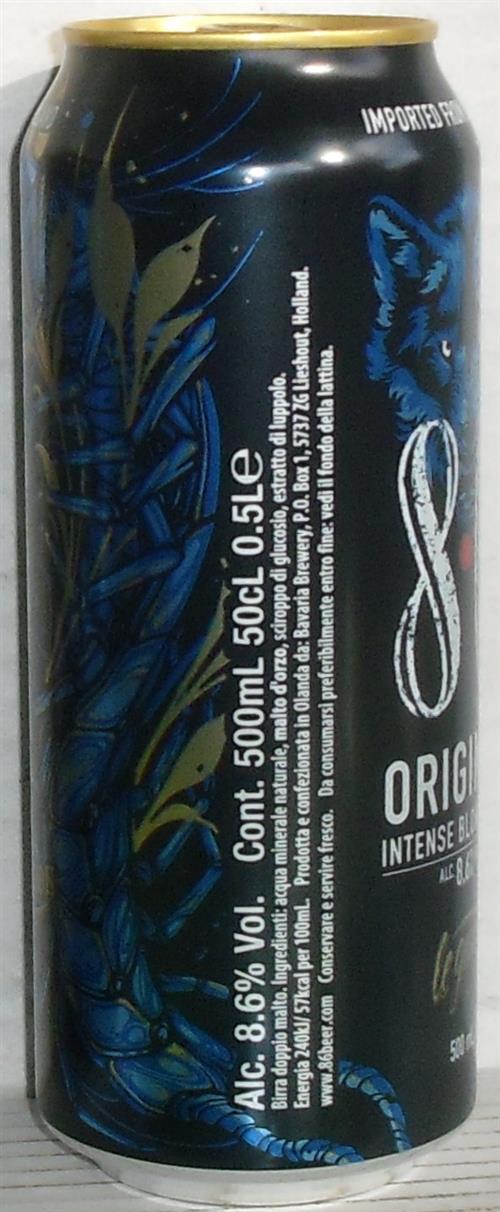 IMPORTED
8
ORIGI
INTENSE BLO
ALC. 8.6
500 m
Alc. 8.6% Vol. Cont. 500mL 50cL 0.5L e
Birra doppio malto. Ingredienti: acqua minerale naturale, malto d'orzo, sciroppo di glucosio, estratto di luppolo.
Energia 240kJ/ 57kcal per 100mL. Prodotta e confezionata in Olanda da: Bavaria Brewery, P.O. Box 1, 5737 ZG Lieshout, Holland.
www.86beer.com Conservare e servire fresco. Da consumarsi preferibilmente entro fine: vedi il fondo della lattina.